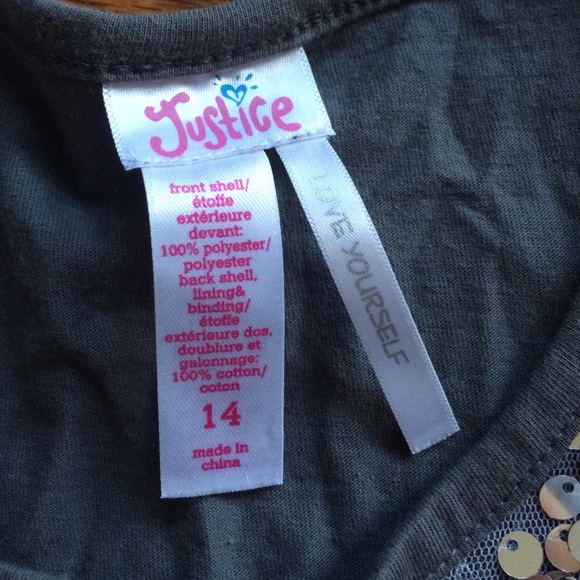 Justice
front shell/
étoffe
extérieure
devant:
100% polyester/
polyester
back shell,
lining&
binding/
étoffe
extérieure dos,
doublure et
galonnage:
100% cotton/
coton
14
made in
china
LOVE YOURSELF